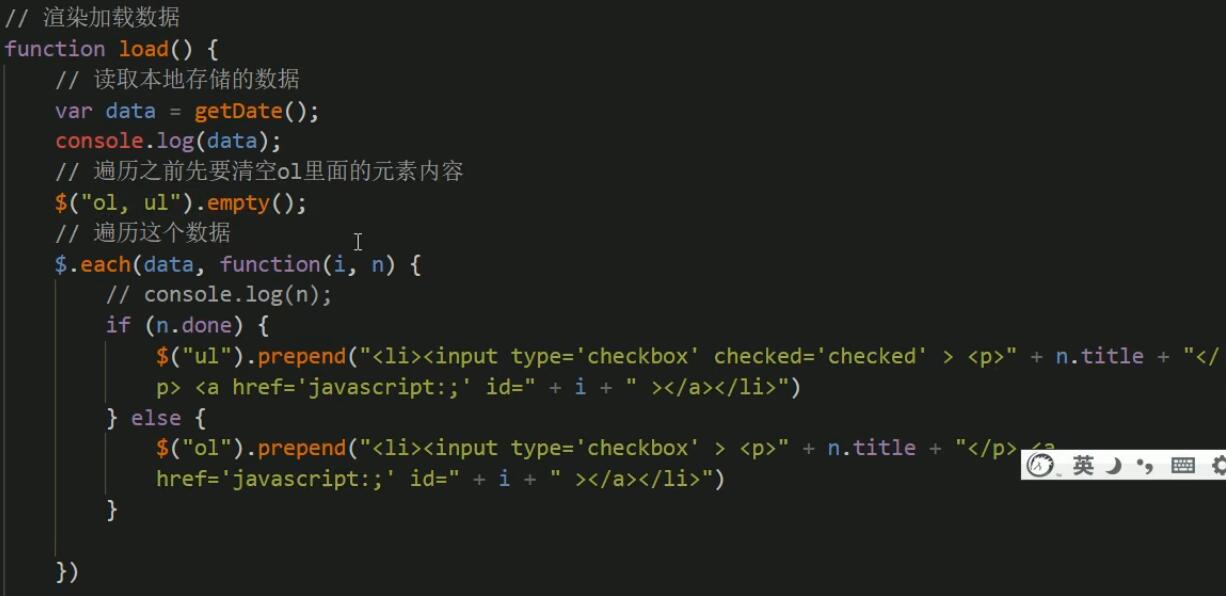 // 渲染加载数据
function load() {
// 读取本地存储的数据
var data = getDate();
console.log(data);
// 遍历之前先要清空ol里面的元素内容
$("ol, ul").empty();
// 遍历这个数据
$.each(data, function(i, n) {
// console.log(n);
if (n.done) {
$("ul").prepend("<li><input type='checkbox' checked='checked' > <p>" + n.title + "</
p> <a href='javascript:;' id=" + i + " ></a></li>")
} else {
$("ol").prepend("<li><input type='checkbox' > <p>" + n.title + "</p> <a
href='javascript:;' id=" + i + " ></a></li>")
}
})
英